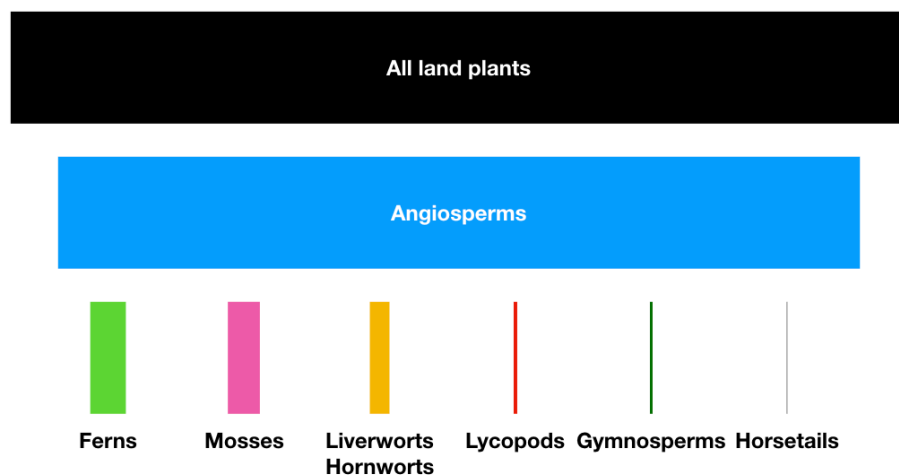 All land plants
Angiosperms
Ferns
Mosses
Liverworts
Hornworts
Lycopods
Gymnosperms
Horsetails